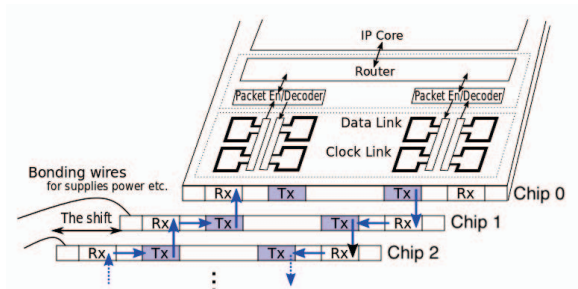 IP Core
Router
Packet En/Decoder Packet En/Decoder
Data Link
Clock Link
Bonding wires
for supplies power etc.
Rx Tx Tx Rx Chip 0
The shift
Rx Tx Tx Rx Chip 1
Rx Tx Tx Rx Chip 2